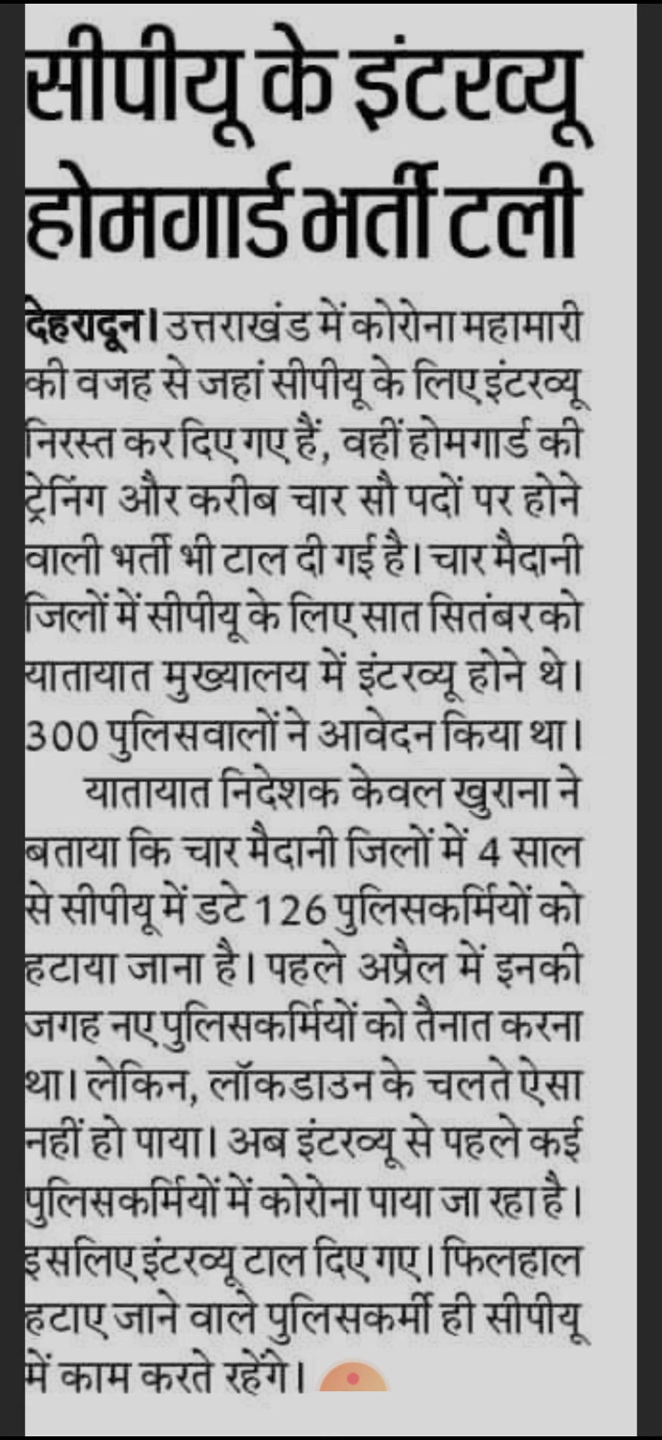 सीपीयू के इंटरव्यू
होमगार्ड भर्ती टली
देहरादून। उत्तराखंड में कोरोना महामारी
की वजह से जहां सीपीयू के लिए इंटरव्यू
निरस्त कर दिए गए हैं, वहीं होमगार्ड की
ट्रेनिंग और करीब चार सौ पदों पर होने
वाली भर्ती भी टाल दी गई है। चार मैदानी
जिलों में सीपीयू के लिए सात सितंबर को
यातायात मुख्यालय में इंटरव्यू होने थे।
300 पुलिसवालों ने आवेदन किया था।
यातायात निदेशक केवल खुराना ने
बताया कि चार मैदानी जिलों में 4 साल
से सीपीयू में डटे 126 पुलिसकर्मियों को
हटाया जाना है। पहले अप्रैल में इनकी
जगह नए पुलिसकर्मियों को तैनात करना
था। लेकिन, लॉकडाउन के चलते ऐसा
नहीं हो पाया। अब इंटरव्यू से पहले कई
पुलिसकर्मियों में कोरोना पाया जा रहा है।
इसलिए इंटरव्यू टाल दिए गए। फिलहाल
हटाए जाने वाले पुलिसकर्मी ही सीपीयू
में काम करते रहेंगे।